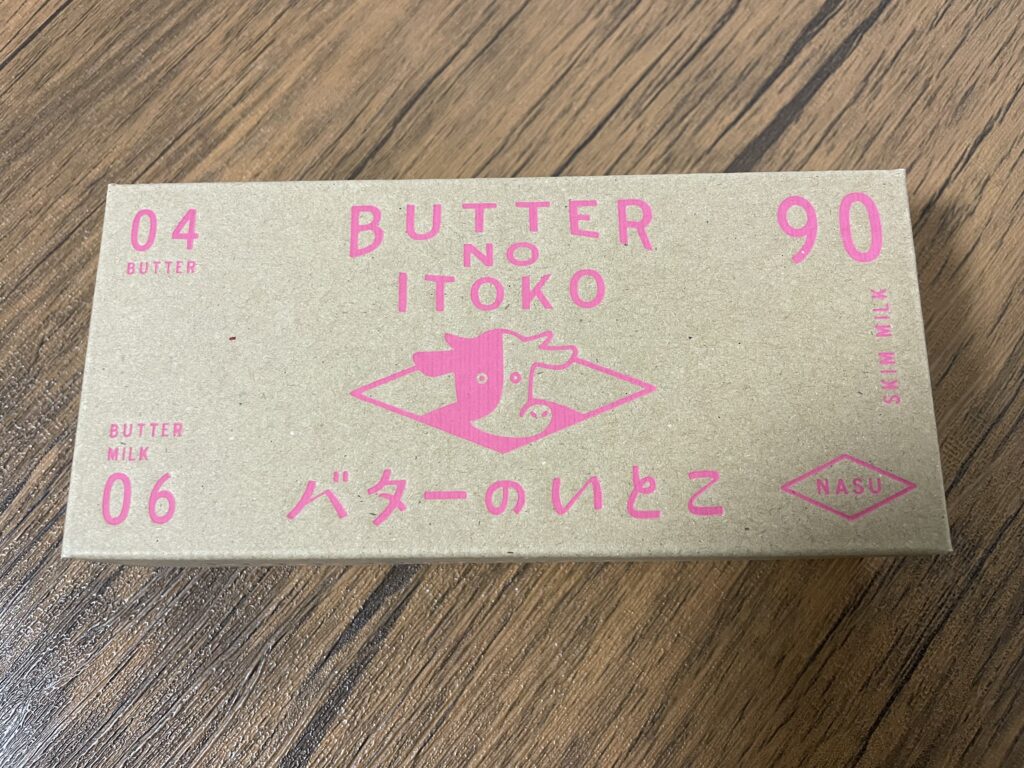 04
BUTTER
BUTTER
NO
ITOKO
90
SKIM MILK
BUTTER
MILK
06
バターのいとこ
NASU